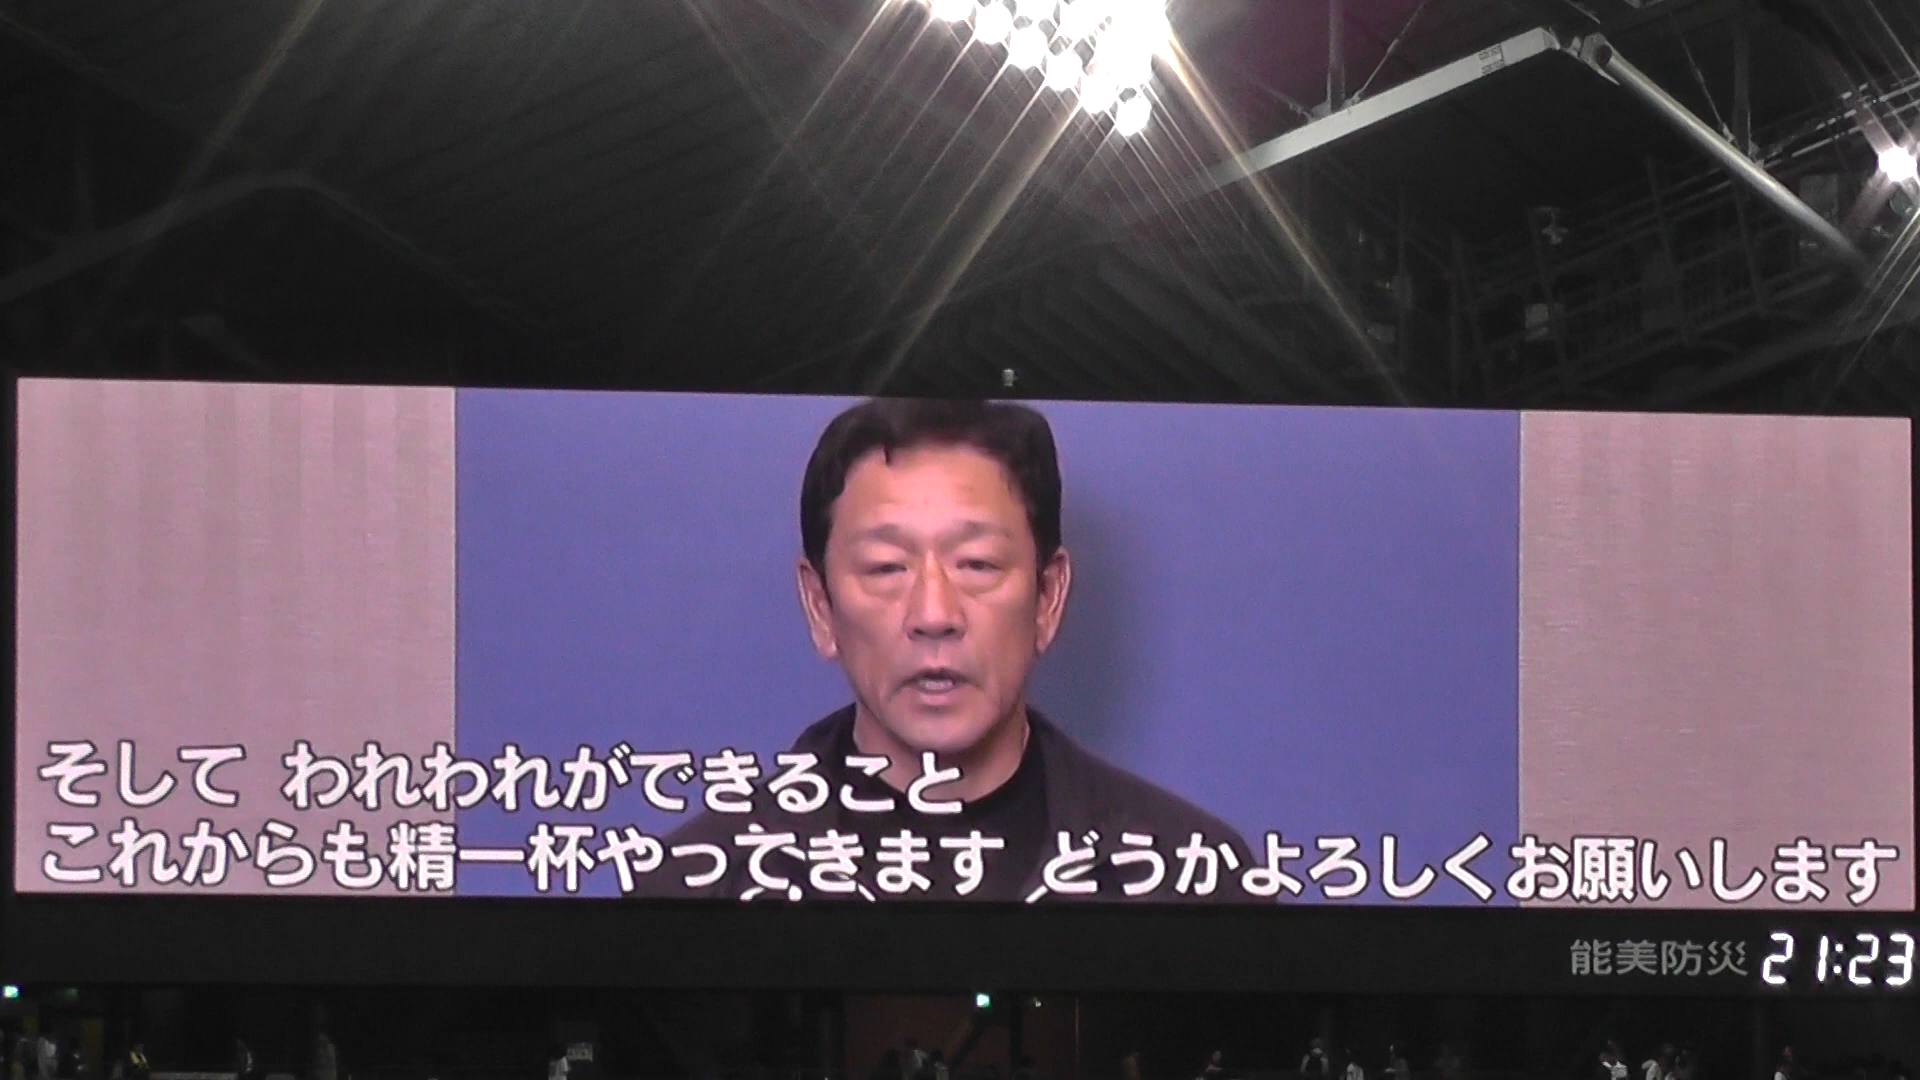 そして われわれができること
これからも精一杯やってきます どうかよろしくお願いします
能美防災 21:23